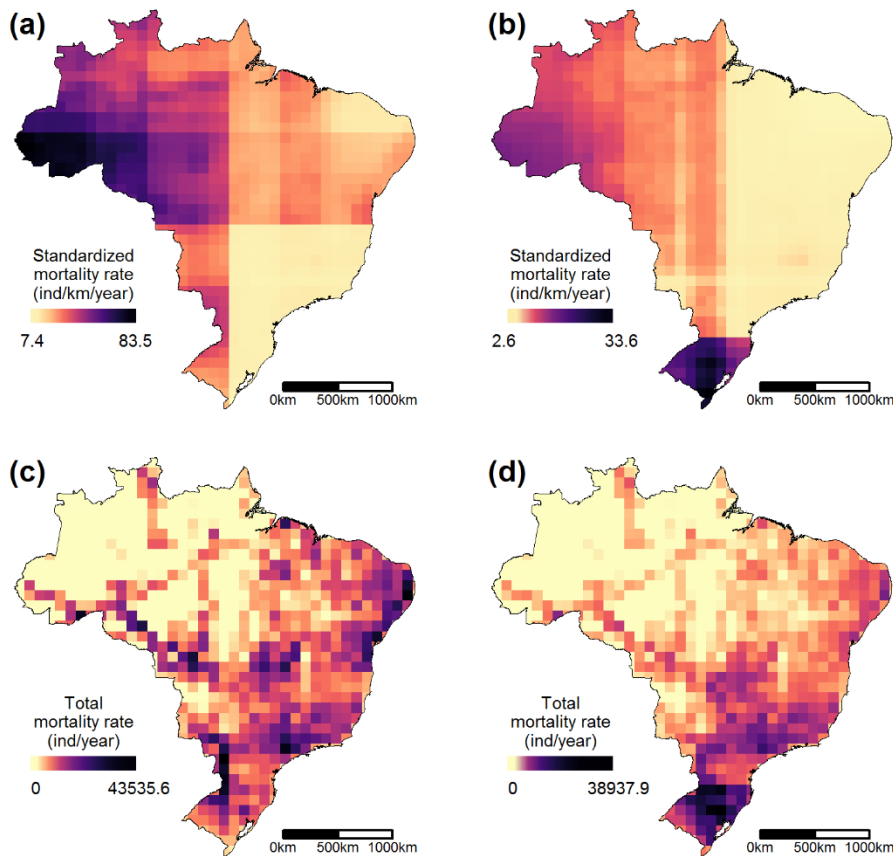 (a)
Standardized
mortality rate
(ind/km/year)
7.4 83.5
0km 500km 1000km
(b)
Standardized
mortality rate
(ind/km/year)
2.6 33.6
0km 500km 1000km
(c)
Total
mortality rate
(ind/year)
0 43535.6
0km 500km 1000km
(d)
Total
mortality rate
(ind/year)
0 38937.9
0km 500km 1000km